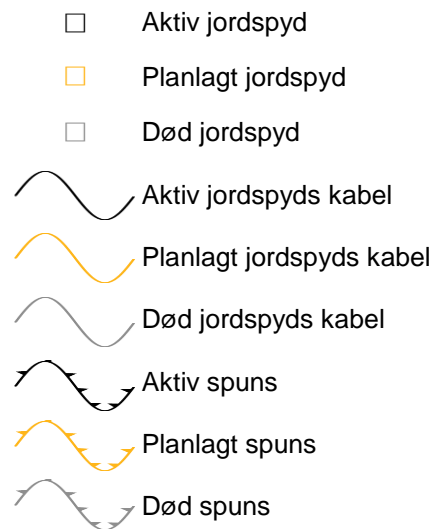 Aktiv jordspyd
Planlagt jordspyd
Død jordspyd
Aktiv jordspyds kabel
Planlagt jordspyds kabel
Død jordspyds kabel
Aktiv spuns
Planlagt spuns
Død spuns